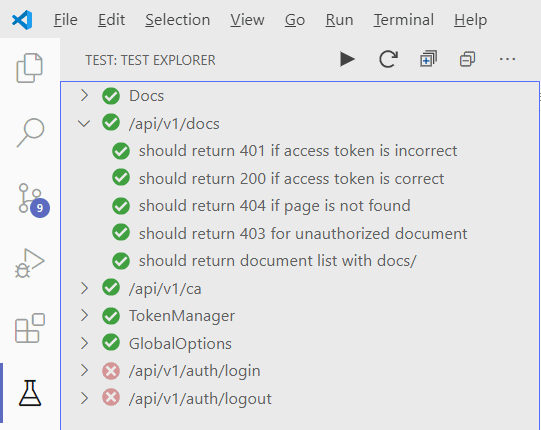 File Edit Selection View Go Run Terminal Help
TEST: TEST EXPLORER
Docs
/api/v1/docs
should return 401 if access token is incorrect
should return 200 if access token is correct
should return 404 if page is not found
9
should return 403 for unauthorized document
should return document list with docs/
/api/v1/ca
TokenManager
GlobalOptions
/api/v1/auth/login
/api/v1/auth/logout